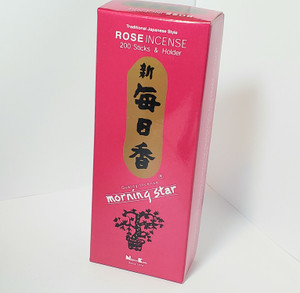 Traditional Japanese Style
ROSE INCENSE
200 Sticks & Holder
新
毎日香
morning star